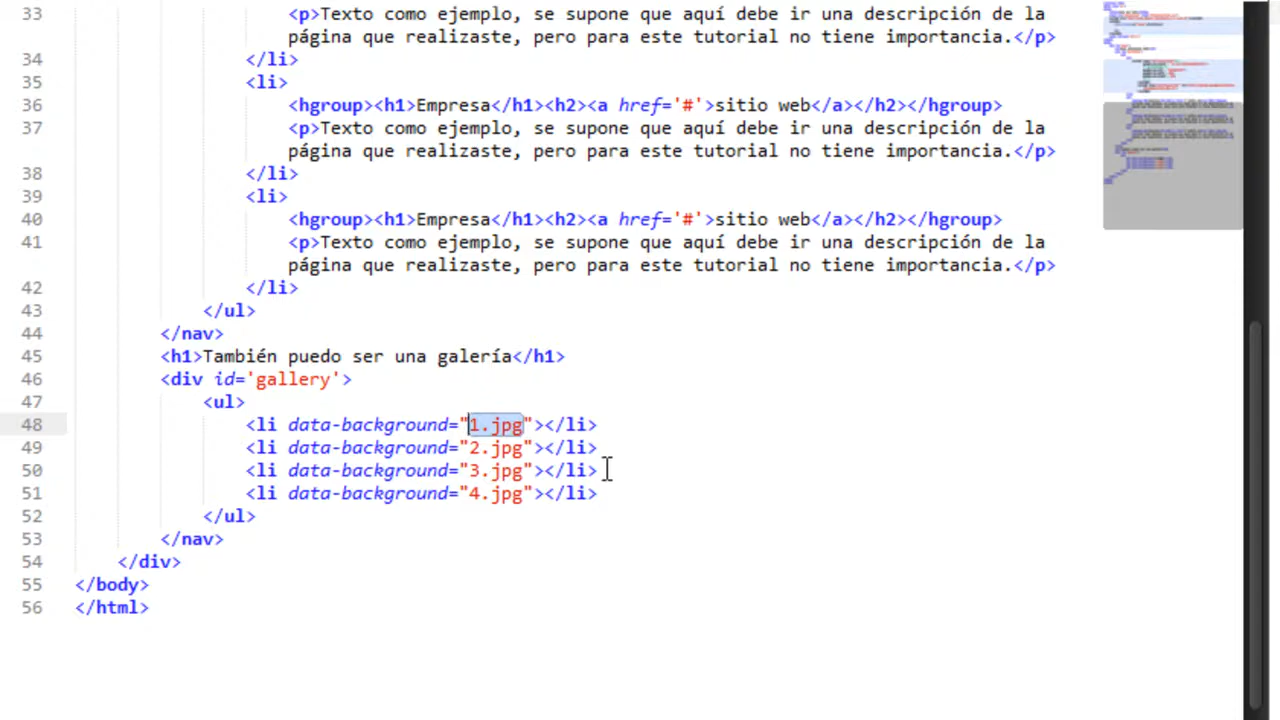 33 <p>Texto como ejemplo, se supone que aquí debe ir una descripción de la
página que realizaste, pero para este tutorial no tiene importancia.</p>
34 </li>
35 <li>
36 <hgroup><h1>Empresa</h1><h2><a href='#'>sitio web</a></h2></hgroup>
37 <p>Texto como ejemplo, se supone que aquí debe ir una descripción de la
página que realizaste, pero para este tutorial no tiene importancia.</p>
38 </li>
39 <li>
40 <hgroup><h1>Empresa</h1><h2><a href='#'>sitio web</a></h2></hgroup>
41 <p>Texto como ejemplo, se supone que aquí debe ir una descripción de la
página que realizaste, pero para este tutorial no tiene importancia.</p>
42 </li>
43 </ul>
44 </nav>
45 <h1>También puedo ser una galería</h1>
46 <div id='gallery'>
47 <ul>
48 <li data-background="1.jpg"></li>
49 <li data-background="2.jpg"></li>
50 <li data-background="3.jpg"></li>
51 <li data-background="4.jpg"></li>
52 </ul>
53 </nav>
54 </div>
55 </body>
56 </html>